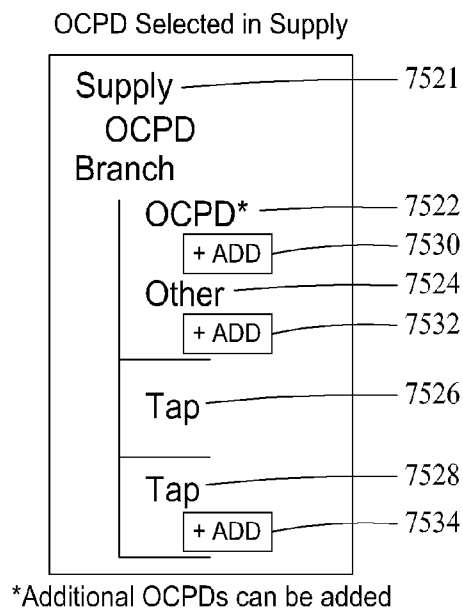 OCPD Selected in Supply
Supply 7521
OCPD
Branch
OCPD* 7522
+ ADD 7530
Other 7524
+ ADD 7532
Tap 7526
Tap 7528
+ ADD 7534
*Additional OCPDs can be added